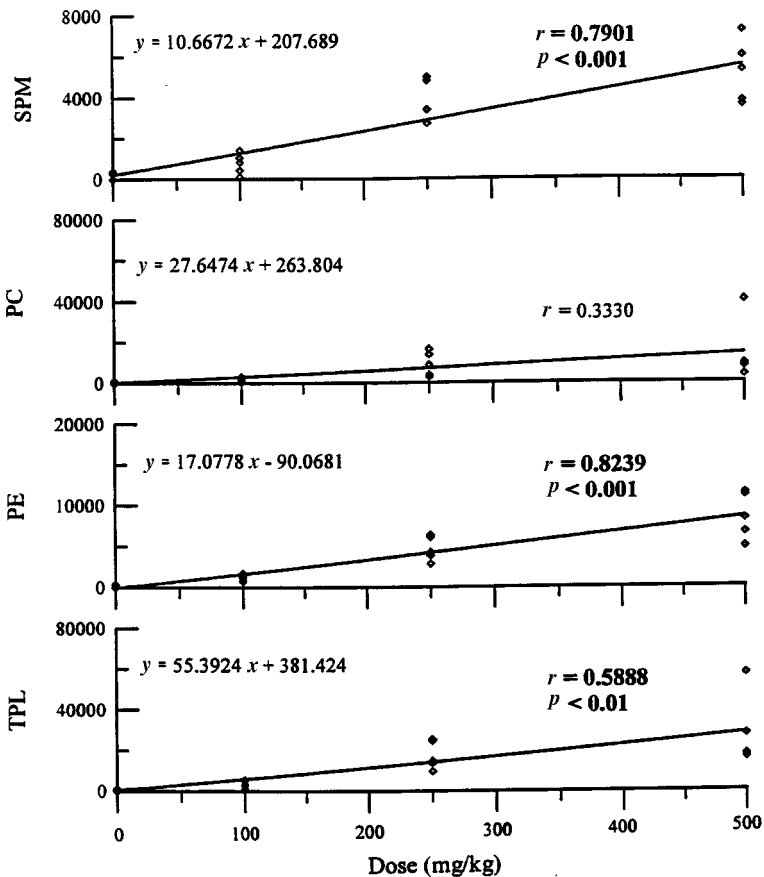 8000
y = 10.6672 x + 207.689
r = 0.7901
p < 0.001
SPM
4000
0
80000
y = 27.6474 x + 263.804
PC
40000
r = 0.3330
0
20000
y = 17.0778 x - 90.0681
r = 0.8239
p < 0.001
PE
10000
0
80000
y = 55.3924 x + 381.424
r = 0.5888
p < 0.01
TPL
40000
0
0 100 200 300 400 500
Dose (mg/kg)